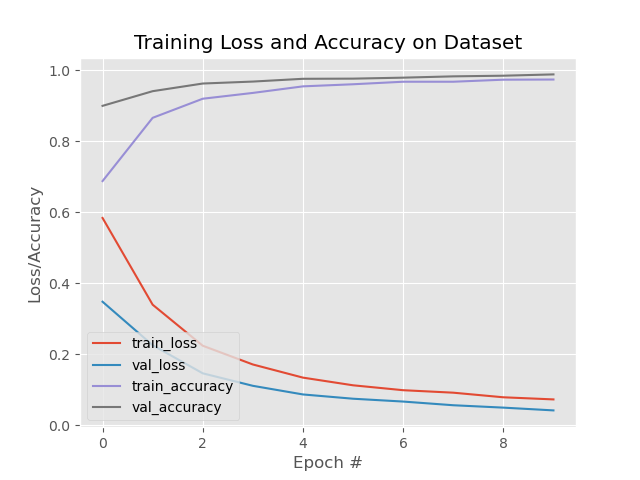 Training Loss and Accuracy on Dataset
1.0
0.8
0.6
0.4
0.2
0.0
Loss/Accuracy
train_loss
val_loss
train_accuracy
val_accuracy
0 2 4 6 8
Epoch #